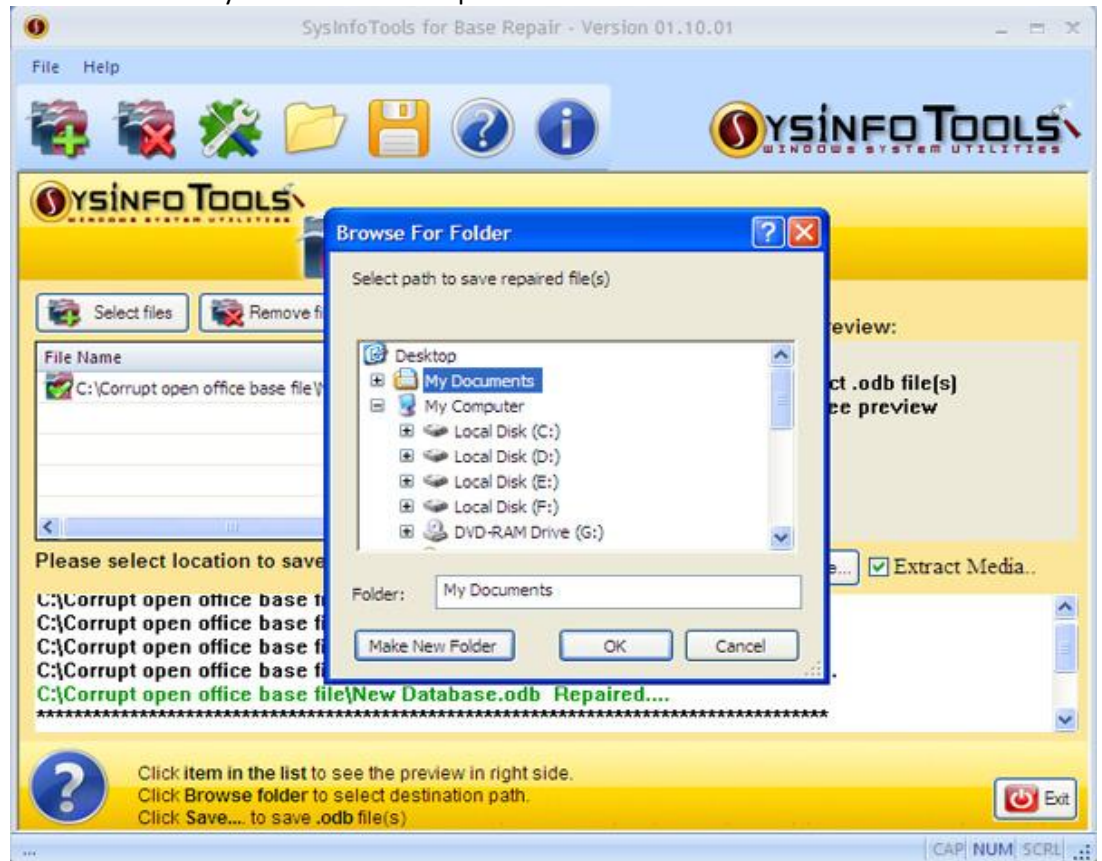 SysInfoTools for Base Repair - Version 01.10.01
File Help
SYSINFO TOOLS
WINDOWS SYSTEM UTILITIES
SYSINFO TOOLS
WINDOWS SYSTEM UTILITIES
Browse For Folder
Select path to save repaired file(s)
Select files
Remove fi
eview:
File Name
C:\Corrupt open office base file\N
ct .odb file(s)
ee preview
Desktop
My Documents
My Computer
Local Disk (C:)
Local Disk (D:)
Local Disk (E:)
Local Disk (F:)
DVD-RAM Drive (G:)
Please select location to save
e...
Extract Media..
Folder: My Documents
Make New Folder OK Cancel
C:\Corrupt open office base fi
C:\Corrupt open office base fi
C:\Corrupt open office base fi
C:\Corrupt open office base fi
C:\Corrupt open office base file\New Database.odb Repaired....
Click item in the list to see the preview in right side.
Click Browse folder to select destination path.
Click Save.... to save .odb file(s)
Exit
... CAP NUM SCRL